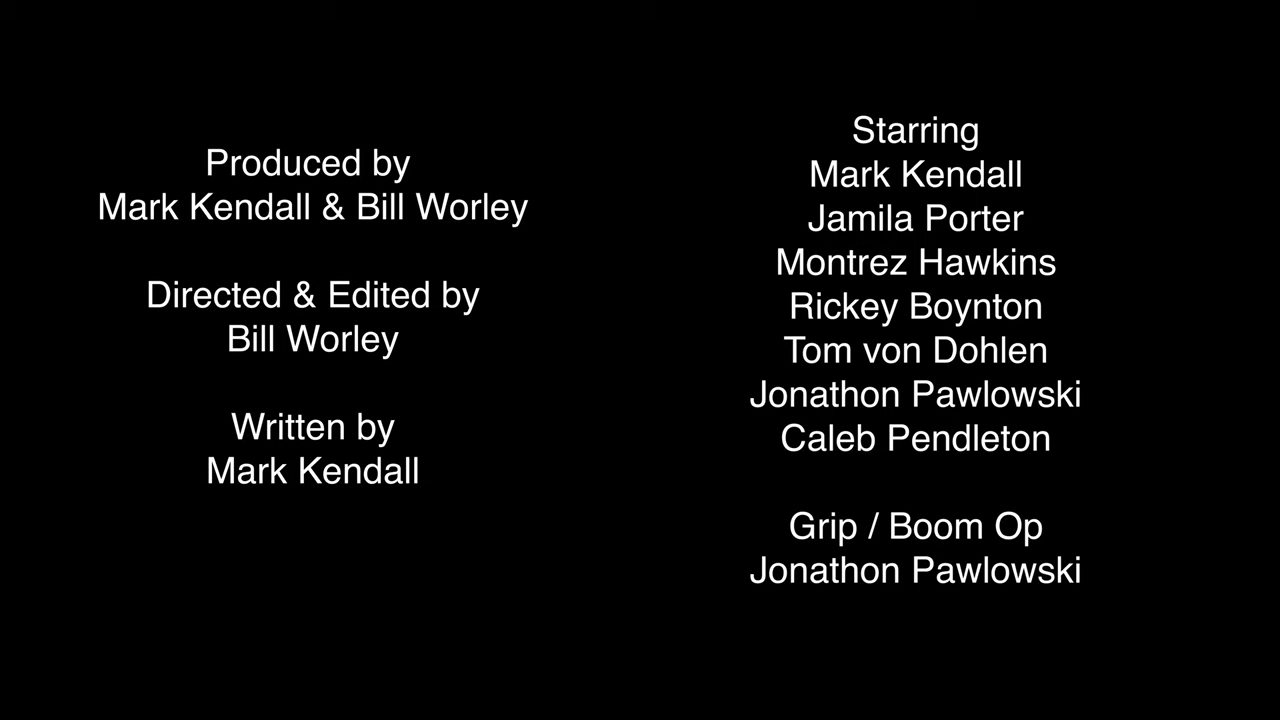 Produced by
Mark Kendall & Bill Worley
Directed & Edited by
Bill Worley
Written by
Mark Kendall
Starring
Mark Kendall
Jamila Porter
Montrez Hawkins
Rickey Boynton
Tom von Dohlen
Jonathon Pawlowski
Caleb Pendleton
Grip / Boom Op
Jonathon Pawlowski